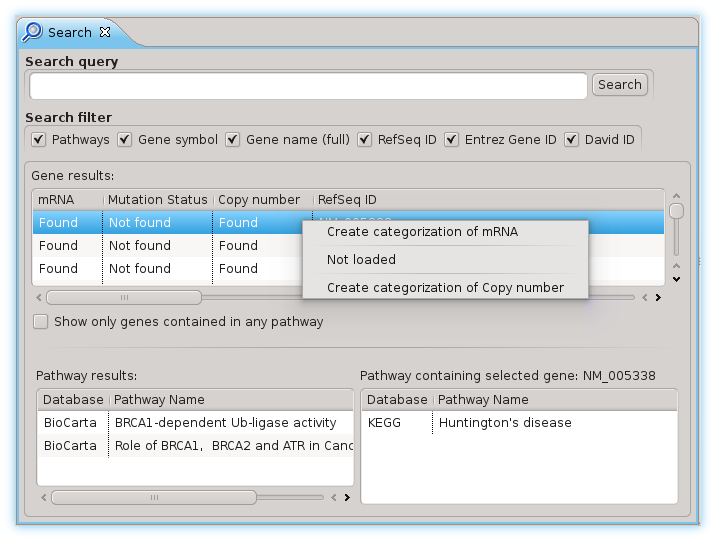 Search
Search query
Search
Search filter
Pathways Gene symbol Gene name (full) RefSeq ID Entrez Gene ID David ID
Gene results:
mRNA Mutation Status Copy number RefSeq ID
Found Not found Found NM_005338
Create categorization of mRNA
Found Not found Found
Not loaded
Found Not found Found
Create categorization of Copy number
Show only genes contained in any pathway
Pathway results: Pathway containing selected gene: NM_005338
Database Pathway Name Database Pathway Name
BioCarta BRCA1-dependent Ub-ligase activity KEGG Huntington's disease
BioCarta Role of BRCA1, BRCA2 and ATR in Canc